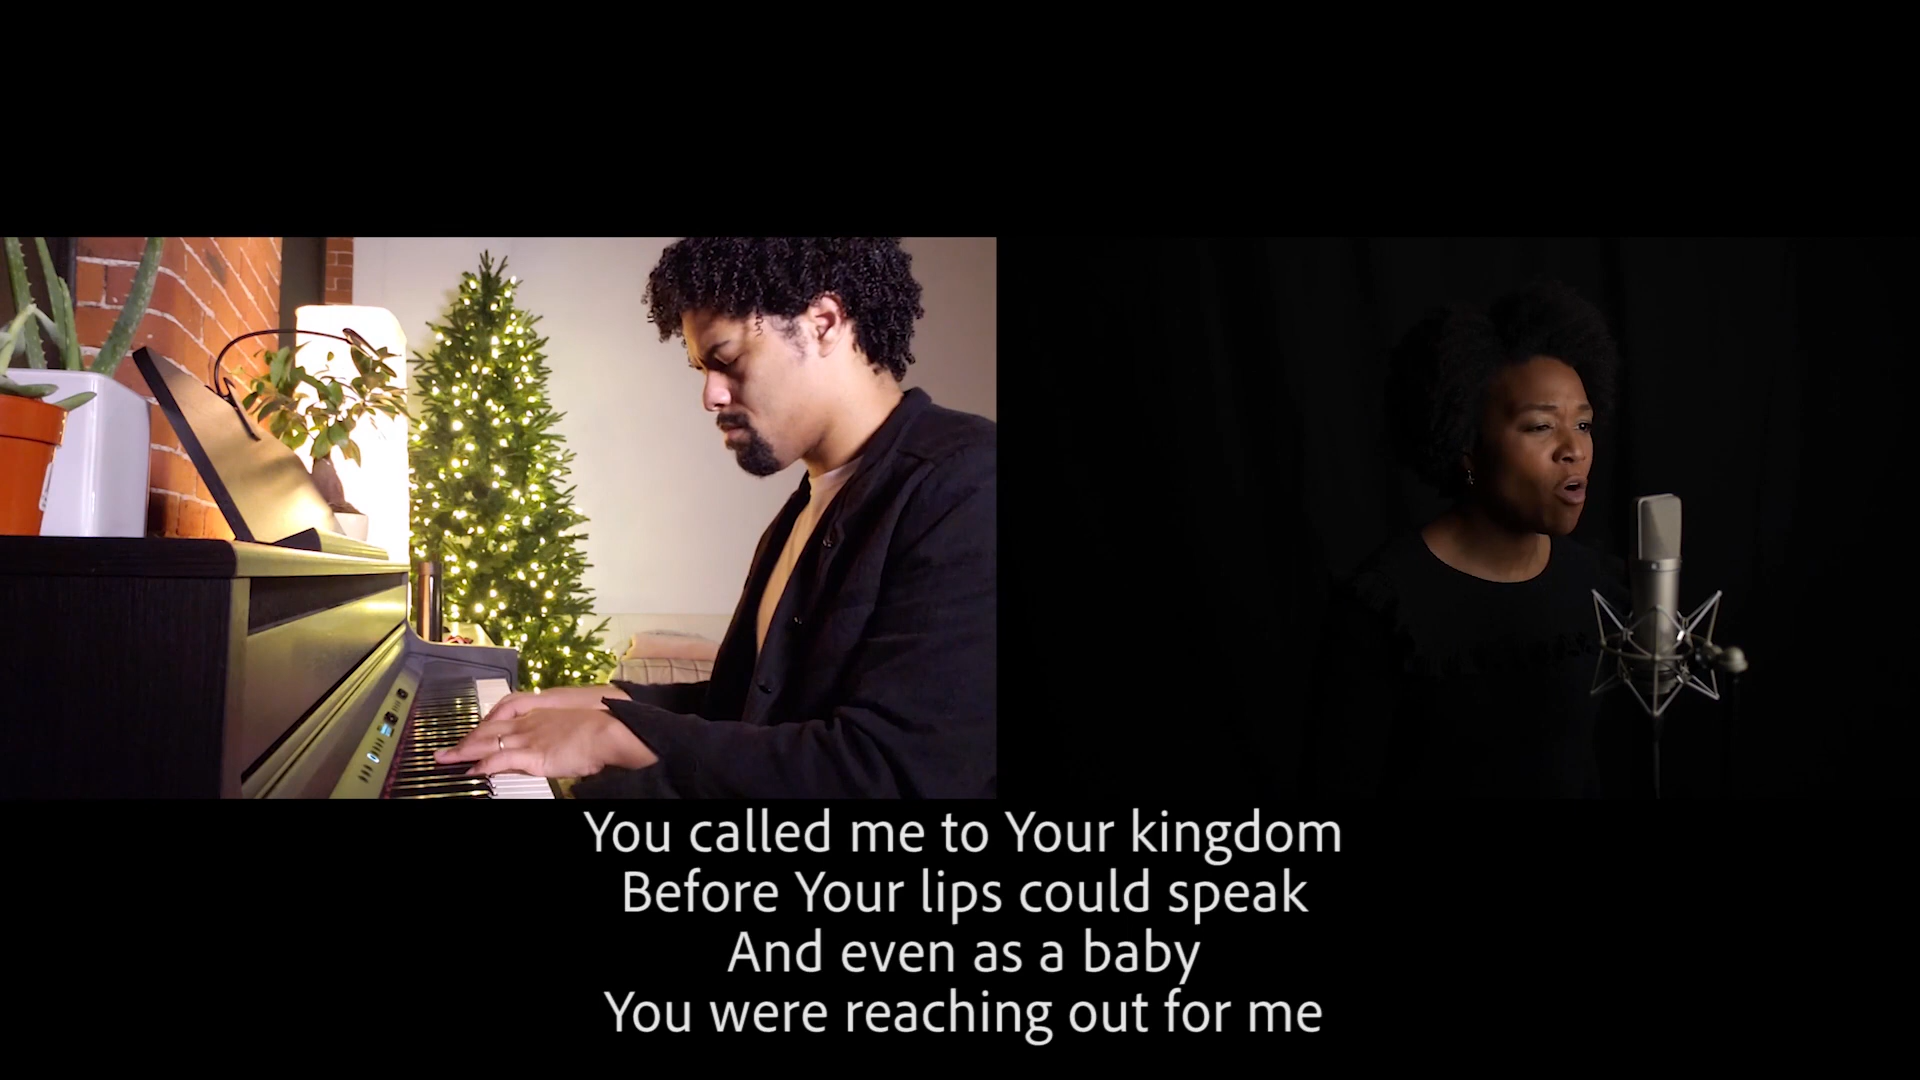 You called me to Your kingdom
Before Your lips could speak
And even as a baby
You were reaching out for me